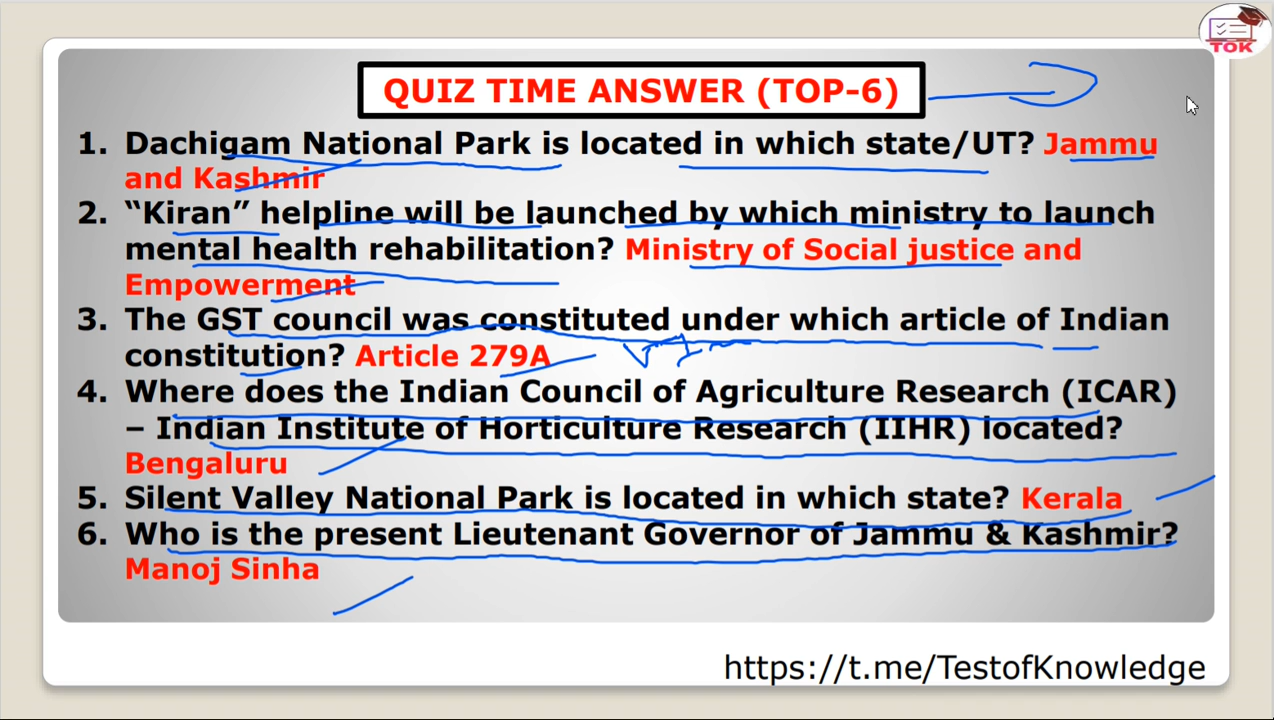 TOK
QUIZ TIME ANSWER (TOP-6)
1. Dachigam National Park is located in which state/UT? Jammu
and Kashmir
2. “Kiran” helpline will be launched by which ministry to launch
mental health rehabilitation? Ministry of Social justice and
Empowerment
3. The GST council was constituted under which article of Indian
constitution? Article 279A
4. Where does the Indian Council of Agriculture Research (ICAR)
– Indian Institute of Horticulture Research (IIHR) located?
Bengaluru
5. Silent Valley National Park is located in which state? Kerala
6. Who is the present Lieutenant Governor of Jammu & Kashmir?
Manoj Sinha
https://t.me/TestofKnowledge